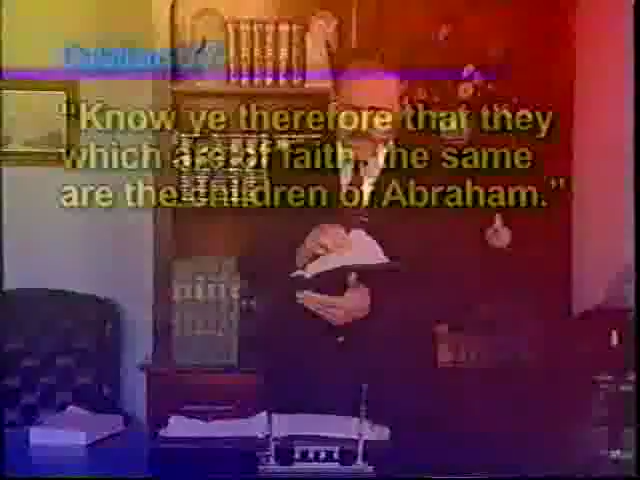 "Know ye therefore that they
which are of faith, the same
are the children of Abraham."